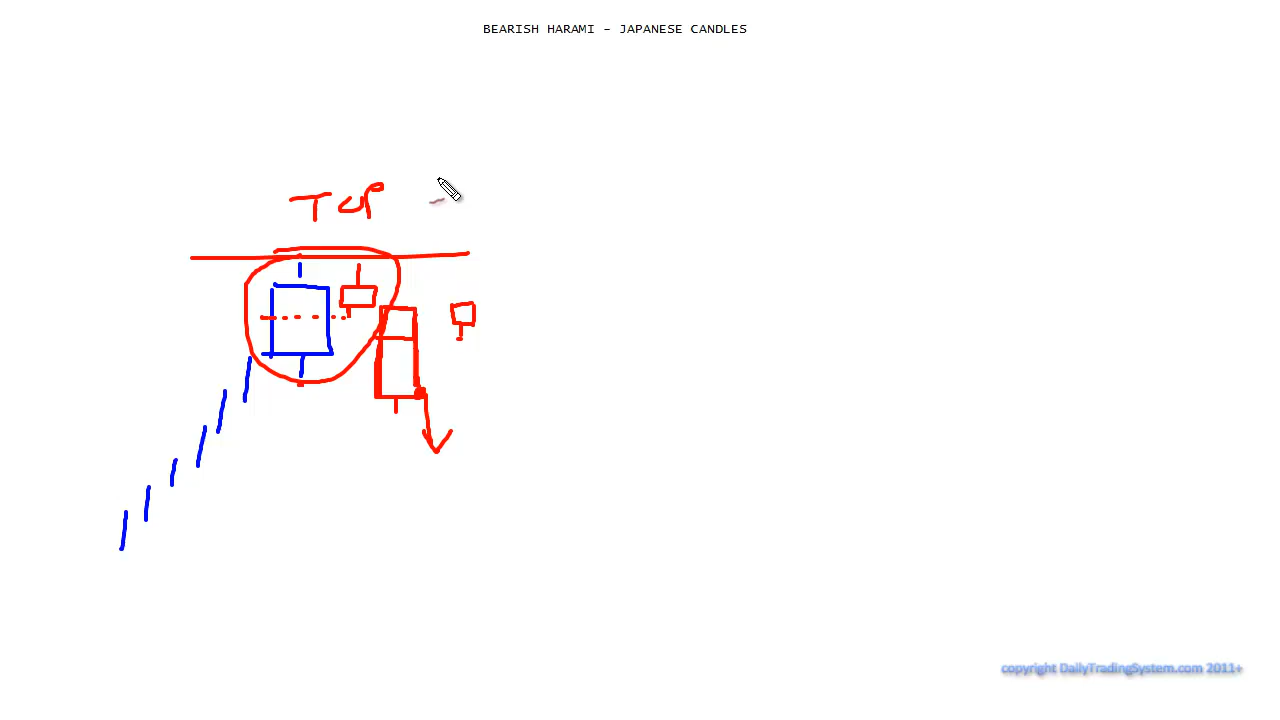 BEARISH HARAMI – JAPANESE CANDLES
TOP
copyright DailyTradingSystem.com 2011+